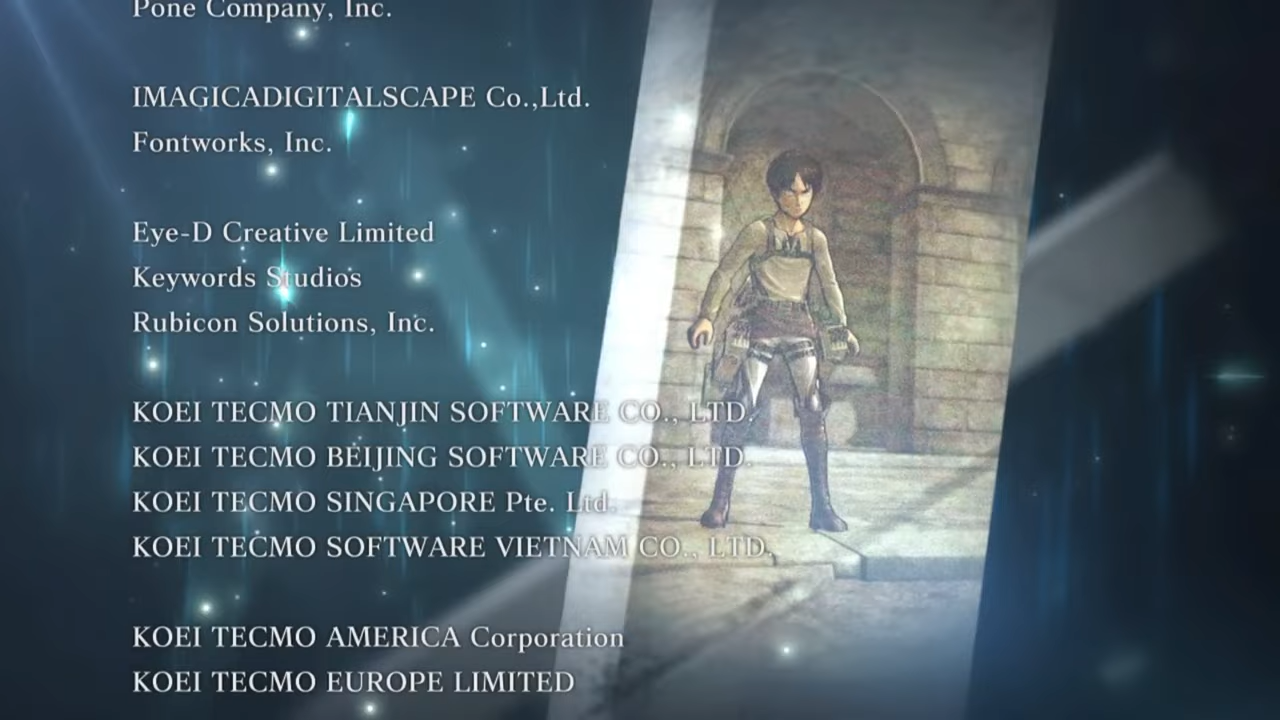 Pone Company, Inc.
IMAGICADIGITALSCAPE Co.,Ltd.
Fontworks, Inc.
Eye-D Creative Limited
Keywords Studios
Rubicon Solutions, Inc.
KOEI TECMO TIANJIN SOFTWARE CO., LTD.
KOEI TECMO BEIJING SOFTWARE CO., LTD.
KOEI TECMO SINGAPORE Pte. Ltd.
KOEI TECMO SOFTWARE VIETNAM CO., LTD.
KOEI TECMO AMERICA Corporation
KOEI TECMO EUROPE LIMITED